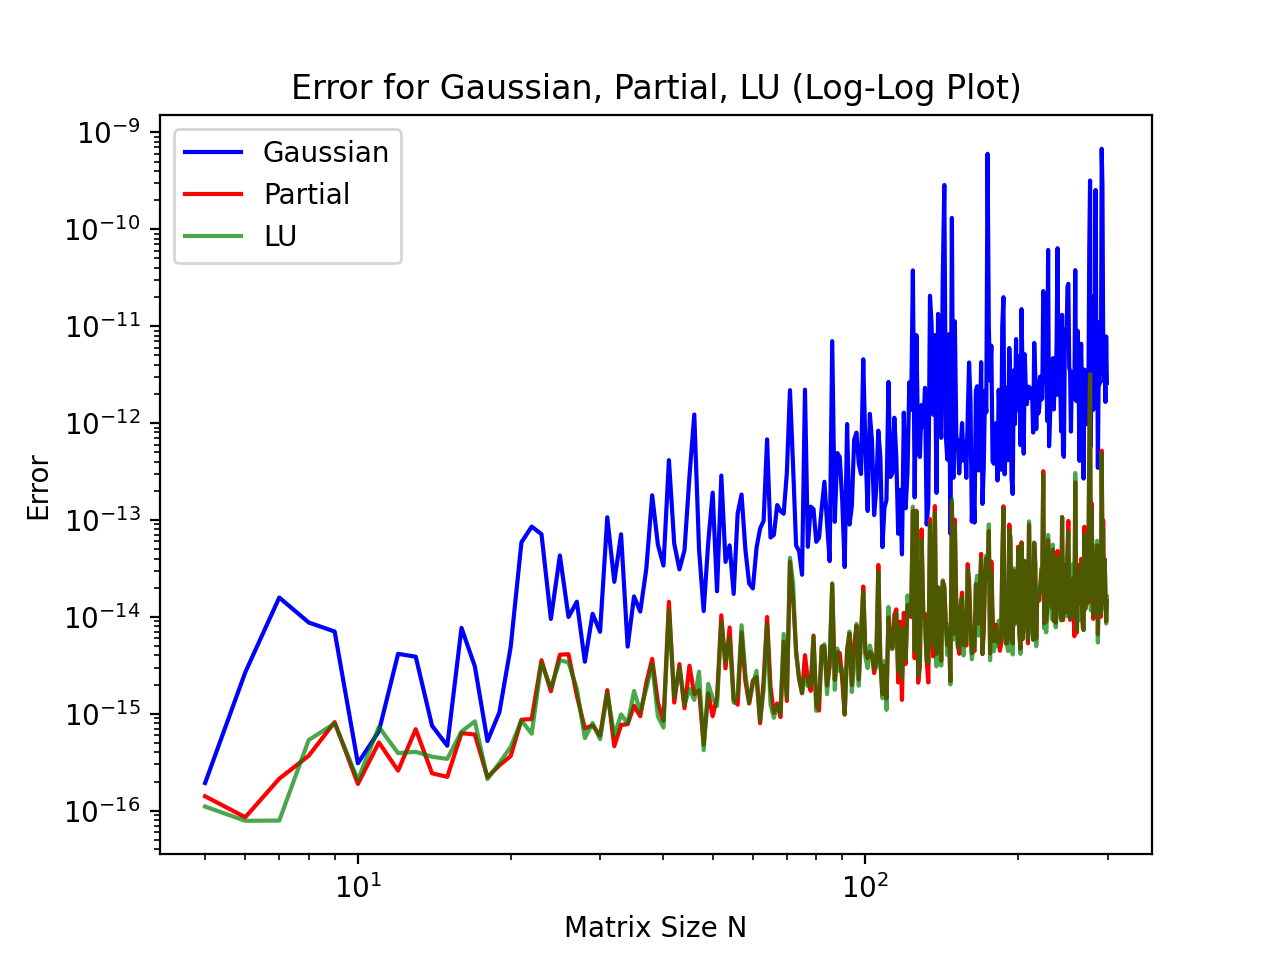 Error for Gaussian, Partial, LU (Log-Log Plot)
10⁻⁹
10⁻¹⁰
10⁻¹¹
10⁻¹²
10⁻¹³
10⁻¹⁴
10⁻¹⁵
10⁻¹⁶
Error
Gaussian
Partial
LU
10¹ 10²
Matrix Size N